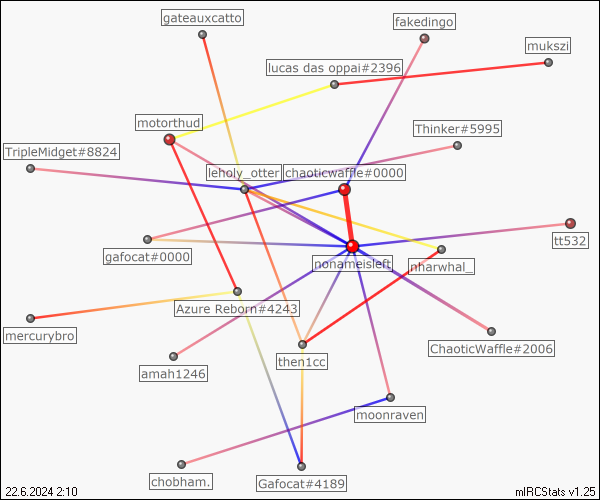 gateauxcatto
fakedingo
mukszi
lucas das oppai#2396
motorthud
Thinker#5995
TripleMidget#8824
leholy_otter
chaoticwaffle#0000
tt532
gafocat#0000
nonameisleft
nharwhal_
Azure Reborn#4243
mercurybro
ChaoticWaffle#2006
then1cc
amah1246
moonraven
chobham.
Gafocat#4189
22.6.2024 2:10
mIRCStats v1.25